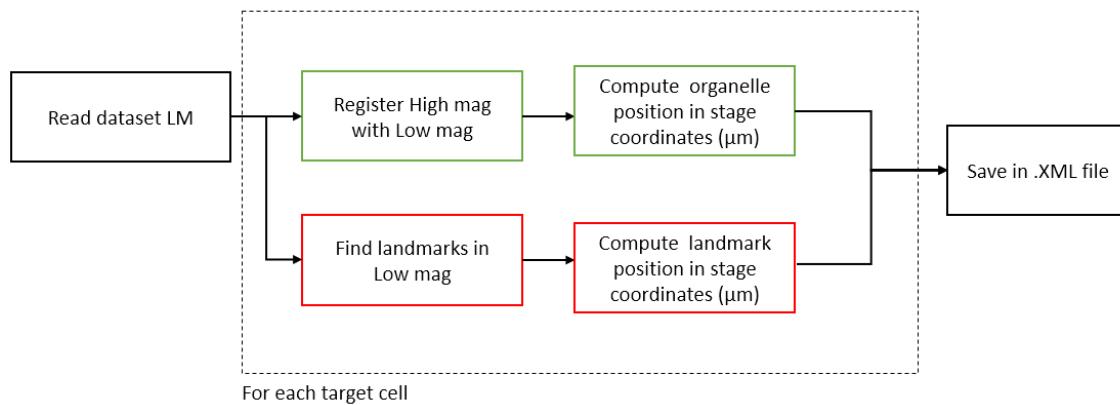 Read dataset LM
Register High mag
with Low mag
Compute organelle
position in stage
coordinates (µm)
Save in .XML file
Find landmarks in
Low mag
Compute landmark
position in stage
coordinates (µm)
For each target cell